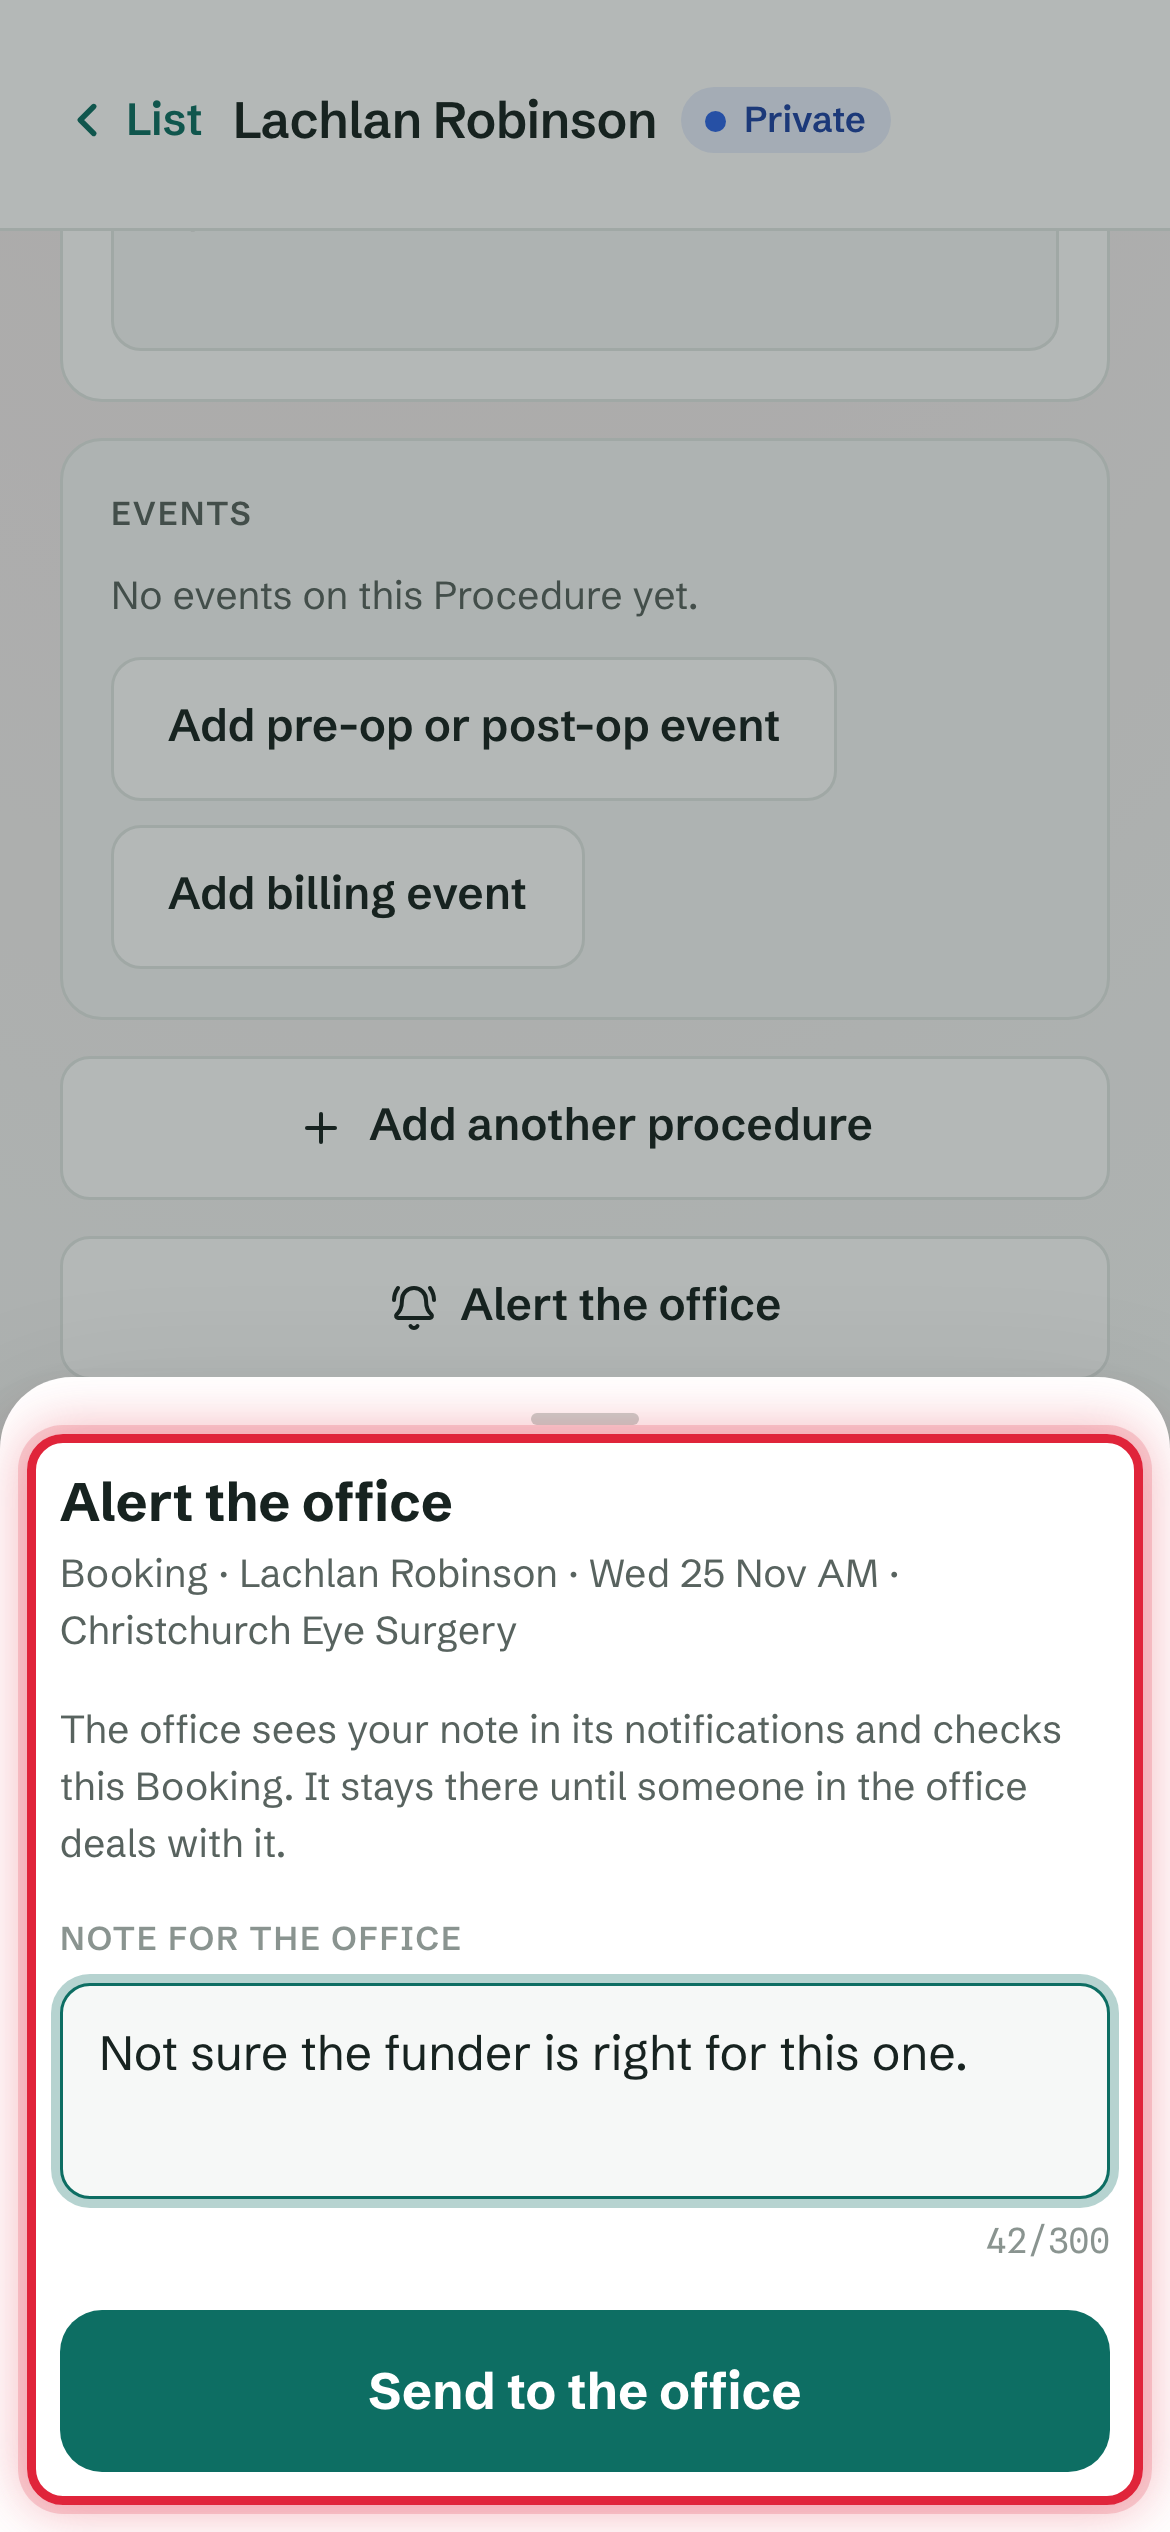 List Lachlan Robinson Private
EVENTS
No events on this Procedure yet.
Add pre-op or post-op event
Add billing event
Add another procedure
Alert the office
Alert the office
Booking · Lachlan Robinson · Wed 25 Nov AM ·
Christchurch Eye Surgery
The office sees your note in its notifications and checks
this Booking. It stays there until someone in the office
deals with it.
NOTE FOR THE OFFICE
Not sure the funder is right for this one.
42/300
Send to the office